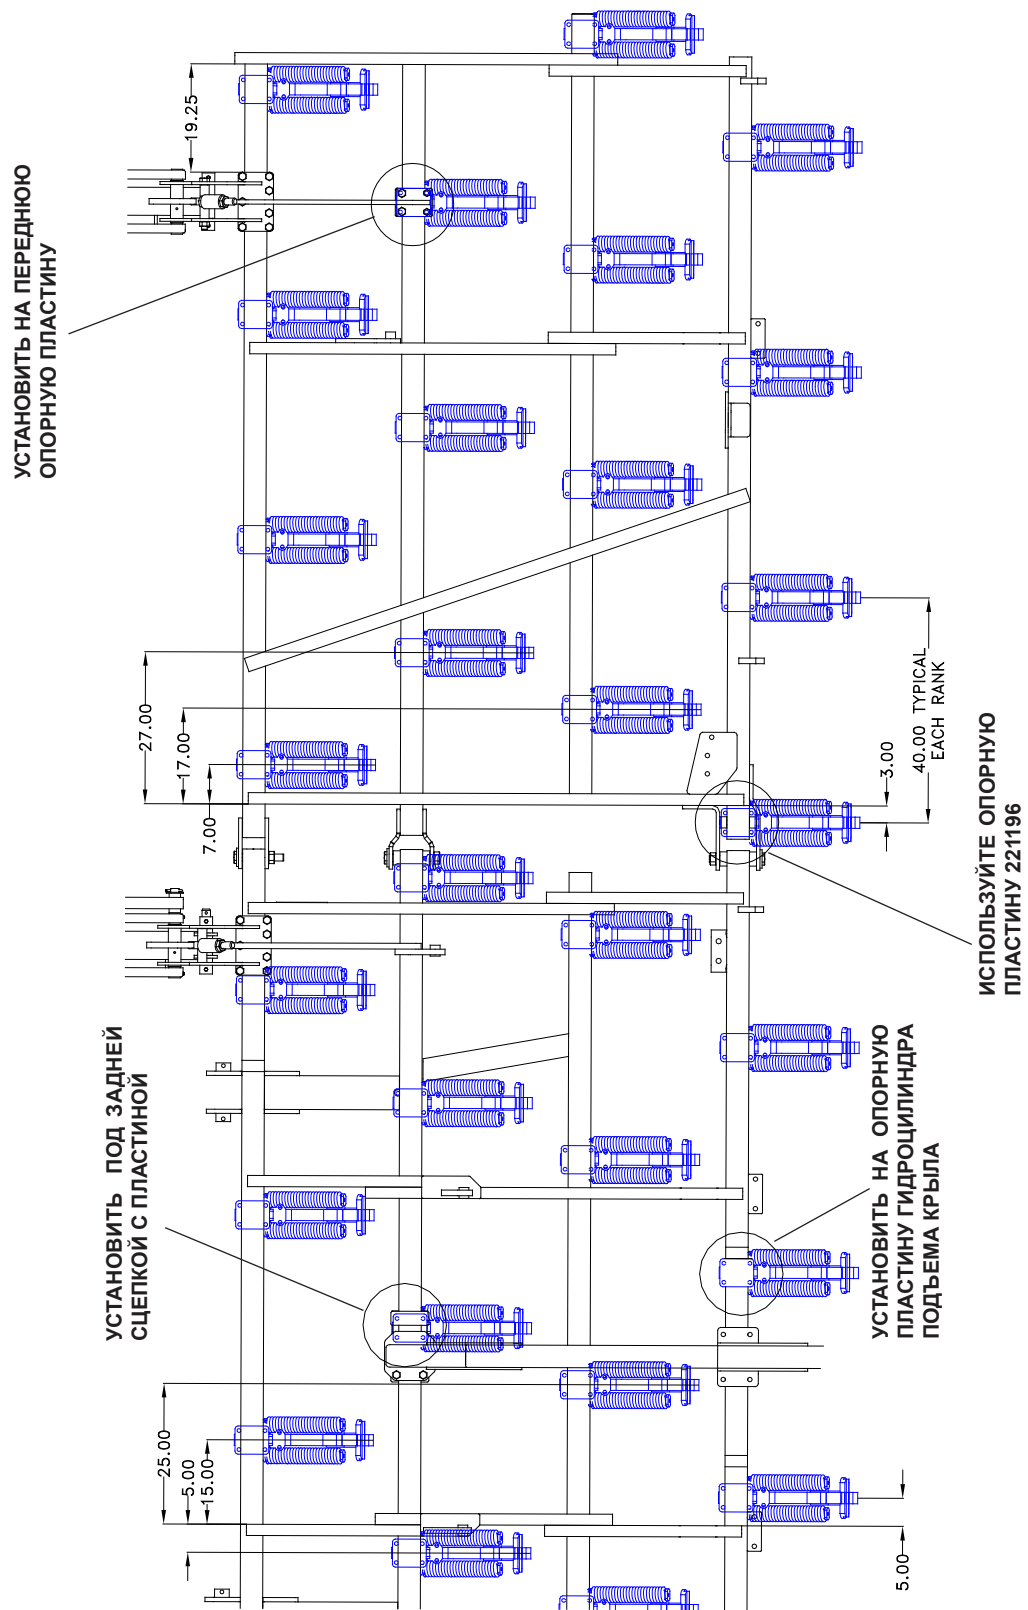 УСТАНОВИТЬ НА ПЕРЕДНЮЮ
ОПОРНУЮ ПЛАСТИНУ
19.25
27.00
17.00
7.00
40.00 TYPICAL
EACH RANK
3.00
ИСПОЛЬЗУЙТЕ ОПОРНУЮ
ПЛАСТИНУ 221196
УСТАНОВИТЬ ПОД ЗАДНЕЙ
СЦЕПКОЙ С ПЛАСТИНОЙ
УСТАНОВИТЬ НА ОПОРНУЮ
ПЛАСТИНУ ГИДРОЦИЛИНДРА
ПОДЪЕМА КРЫЛА
25.00
5.00
15.00
5.00